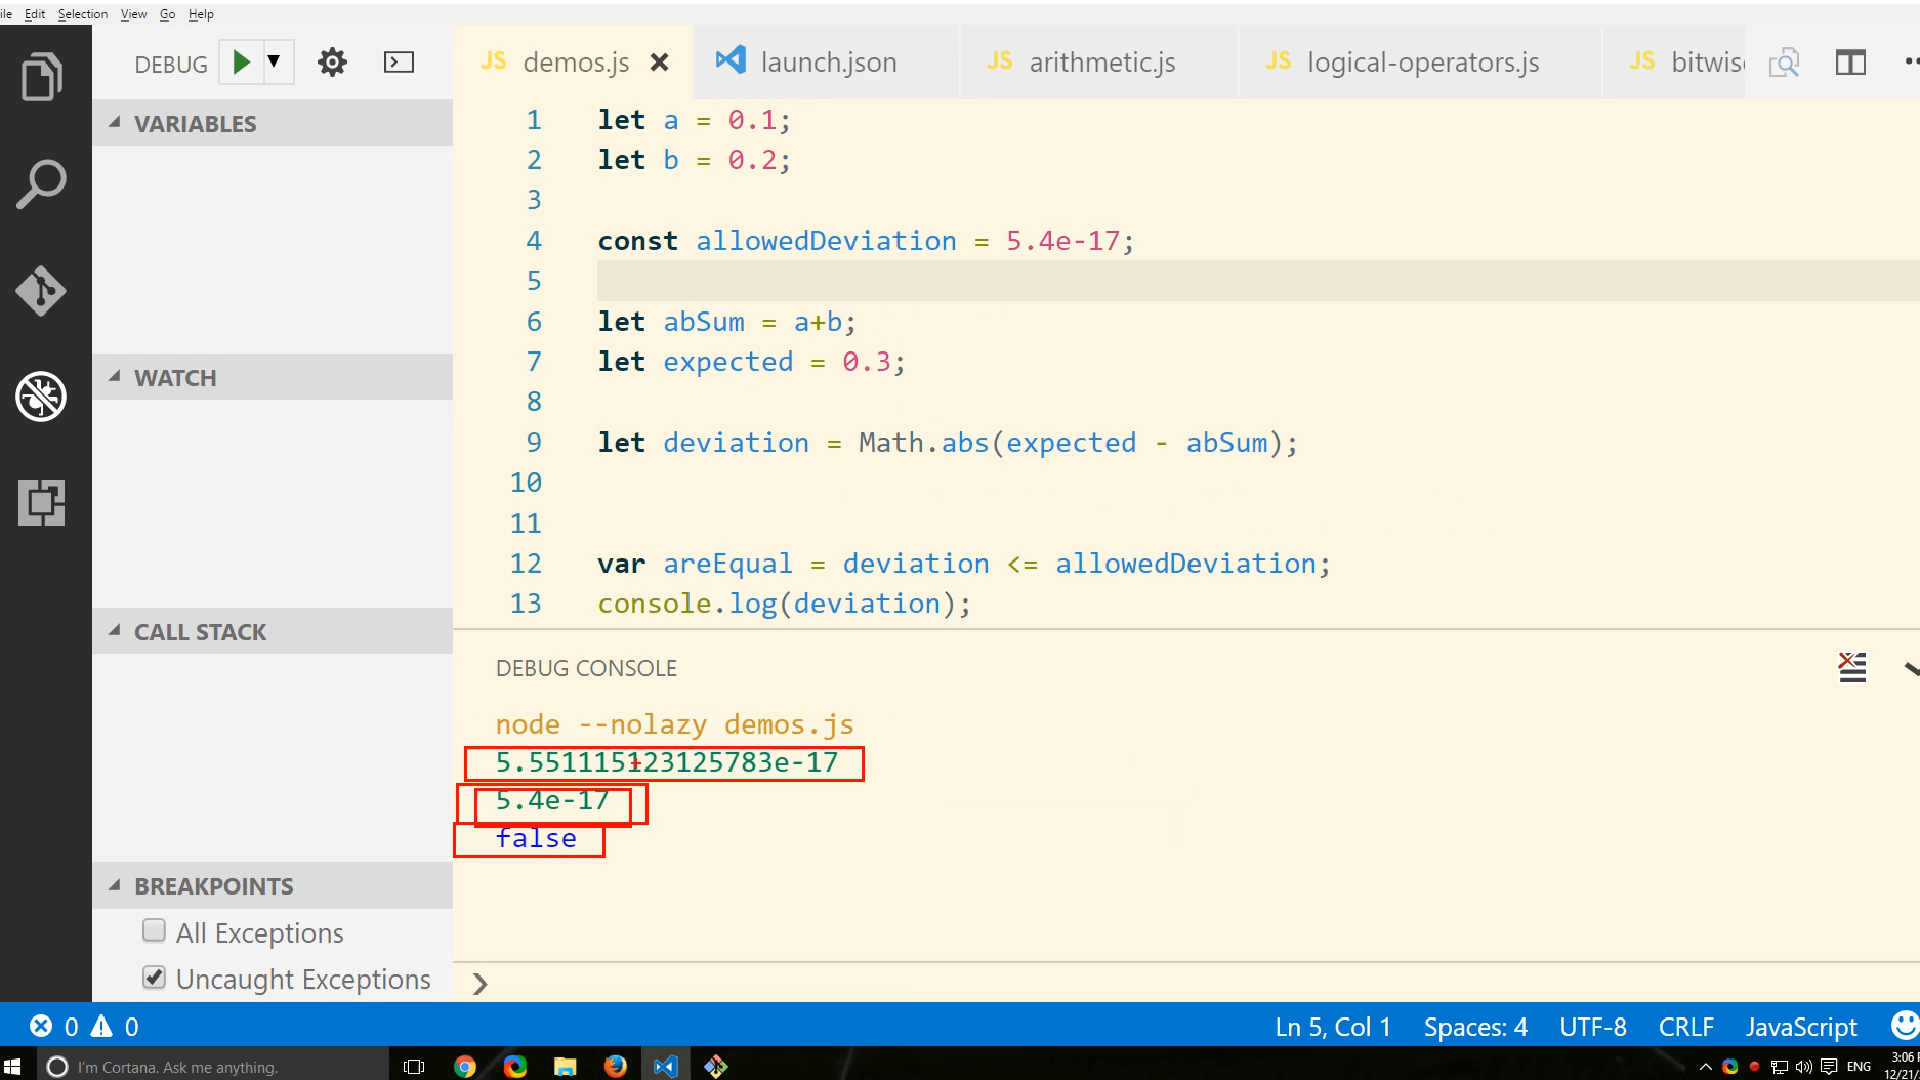 ile Edit Selection View Go Help
DEBUG
JS demos.js launch.json JS arithmetic.js JS logical-operators.js JS bitwis
VARIABLES
WATCH
CALL STACK
BREAKPOINTS
All Exceptions
Uncaught Exceptions
1 let a = 0.1;
2 let b = 0.2;
3
4 const allowedDeviation = 5.4e-17;
5
6 let abSum = a+b;
7 let expected = 0.3;
8
9 let deviation = Math.abs(expected - abSum);
10
11
12 var areEqual = deviation <= allowedDeviation;
13 console.log(deviation);
DEBUG CONSOLE
node --nolazy demos.js
5.551115123125783e-17
5.4e-17
false
0 0 Ln 5, Col 1 Spaces: 4 UTF-8 CRLF JavaScript
I'm Cortana. Ask me anything. ENG 3:06 P
12/21/